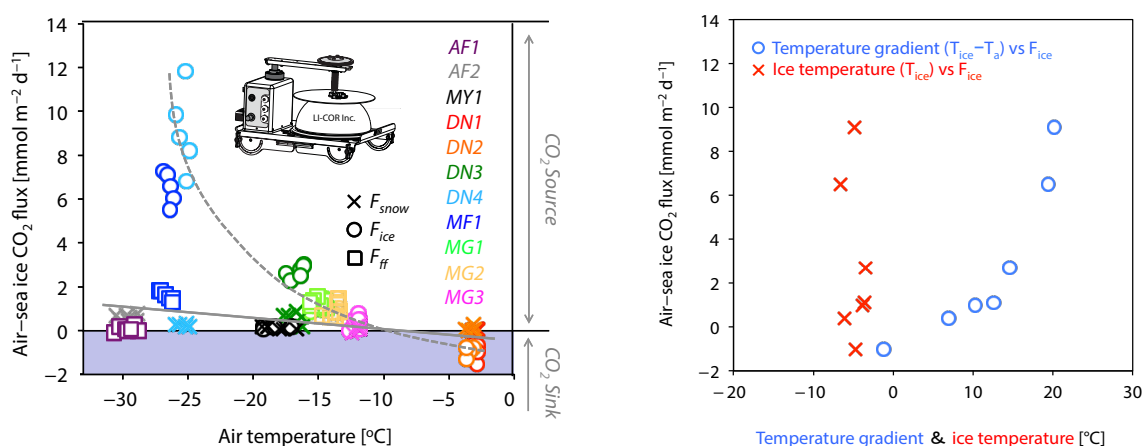 Air–sea ice CO2 flux [mmol m−2 d−1]
14
12
10
8
6
4
2
0
−2
−30
−25
−20
−15
−10
−5
0
Air temperature [oC]
LI-COR Inc.
Fsnow
Fice
Fff
AF1
AF2
MY1
DN1
DN2
DN3
DN4
MF1
MG1
MG2
MG3
CO2 Source
CO2 Sink
Air–sea ice CO2 flux [mmol m−2 d−1]
14
12
10
8
6
4
2
0
−2
Temperature gradient (Tice−Ta) vs Fice
Ice temperature (Tice) vs Fice
−20
−10
0
10
20
30
Temperature gradient & ice temperature [°C]